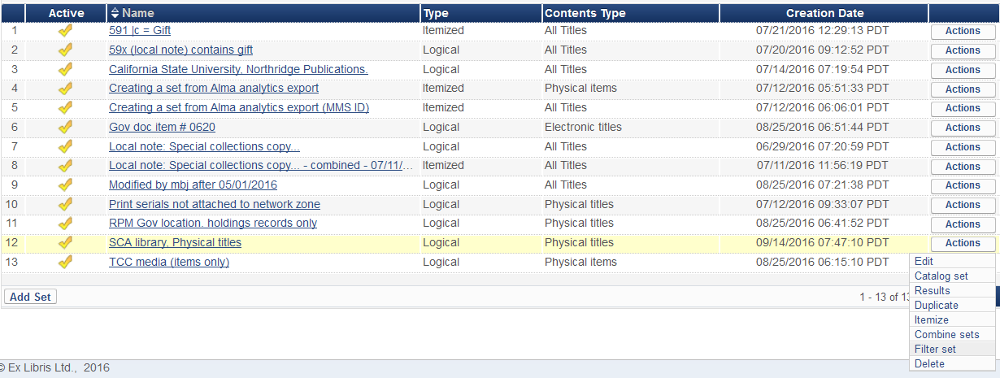 Active Name Type Contents Type Creation Date
1 591 |c = Gift Itemized All Titles 07/21/2016 12:29:13 PDT Actions
2 59x (local note) contains gift Logical All Titles 07/20/2016 09:12:52 PDT Actions
3 California State University, Northridge Publications. Logical All Titles 07/14/2016 07:19:54 PDT Actions
4 Creating a set from Alma analytics export Itemized Physical items 07/12/2016 05:51:33 PDT Actions
5 Creating a set from Alma analytics export (MMS ID) Itemized All Titles 07/12/2016 06:06:01 PDT Actions
6 Gov doc item # 0620 Logical Electronic titles 08/25/2016 06:51:44 PDT Actions
7 Local note: Special collections copy... Logical All Titles 06/29/2016 07:20:59 PDT Actions
8 Local note: Special collections copy... - combined - 07/11/... Itemized All Titles 07/11/2016 11:56:19 PDT Actions
9 Modified by mbj after 05/01/2016 Logical All Titles 08/25/2016 07:21:38 PDT Actions
10 Print serials not attached to network zone Logical Physical titles 07/12/2016 09:33:07 PDT Actions
11 RPM Gov location. holdings records only Logical Physical titles 08/25/2016 06:41:52 PDT Actions
12 SCA library, Physical titles Logical Physical titles 09/14/2016 07:47:10 PDT Actions
13 TCC media (items only) Logical Physical items 08/25/2016 06:15:10 PDT
Edit
Catalog set
Results
Duplicate
Itemize
Combine sets
Filter set
Delete
Add Set 1 - 13 of 13
© Ex Libris Ltd., 2016